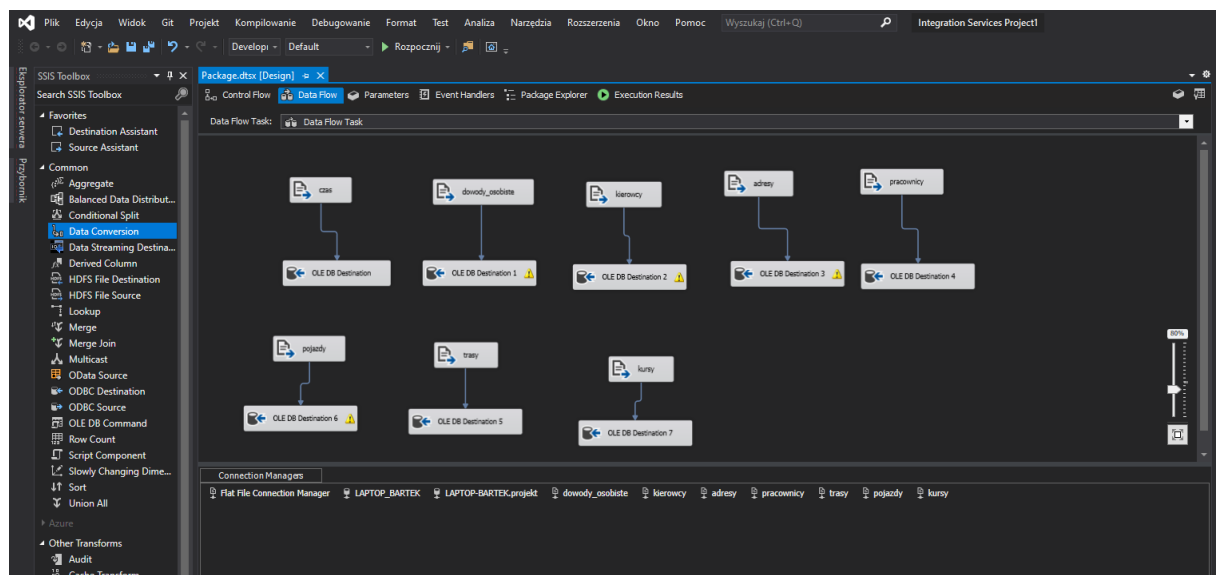 Plik Edycja Widok Git Projekt Kompilowanie Debugowanie Format Test Analiza Narzędzia Rozszerzenia Okno Pomoc Wyszukaj (Ctrl+Q) Integration Services Project1
Developı Default Rozpocznij
Eksplorator serwera
Przybornik
SSIS Toolbox
Search SSIS Toolbox
Favorites
Destination Assistant
Source Assistant
Common
Aggregate
Balanced Data Distribut...
Conditional Split
Data Conversion
Data Streaming Destina...
Derived Column
HDFS File Destination
HDFS File Source
Lookup
Merge
Merge Join
Multicast
OData Source
ODBC Destination
ODBC Source
OLE DB Command
Row Count
Script Component
Slowly Changing Dime...
Sort
Union All
Azure
Other Transforms
Audit
Cache Transform
Package.dtsx [Design]
Control Flow Data Flow Parameters Event Handlers Package Explorer Execution Results
Data Flow Task: Data Flow Task
czas dowody_osobiste kierowcy adresy pracownicy
OLE DB Destination OLE DB Destination 1 OLE DB Destination 2 OLE DB Destination 3 OLE DB Destination 4
pojazdy trasy kursy
OLE DB Destination 6 OLE DB Destination 5 OLE DB Destination 7
80%
Connection Managers
Flat File Connection Manager LAPTOP_BARTEK LAPTOP-BARTEK.projekt dowody_osobiste kierowcy adresy pracownicy trasy pojazdy kursy